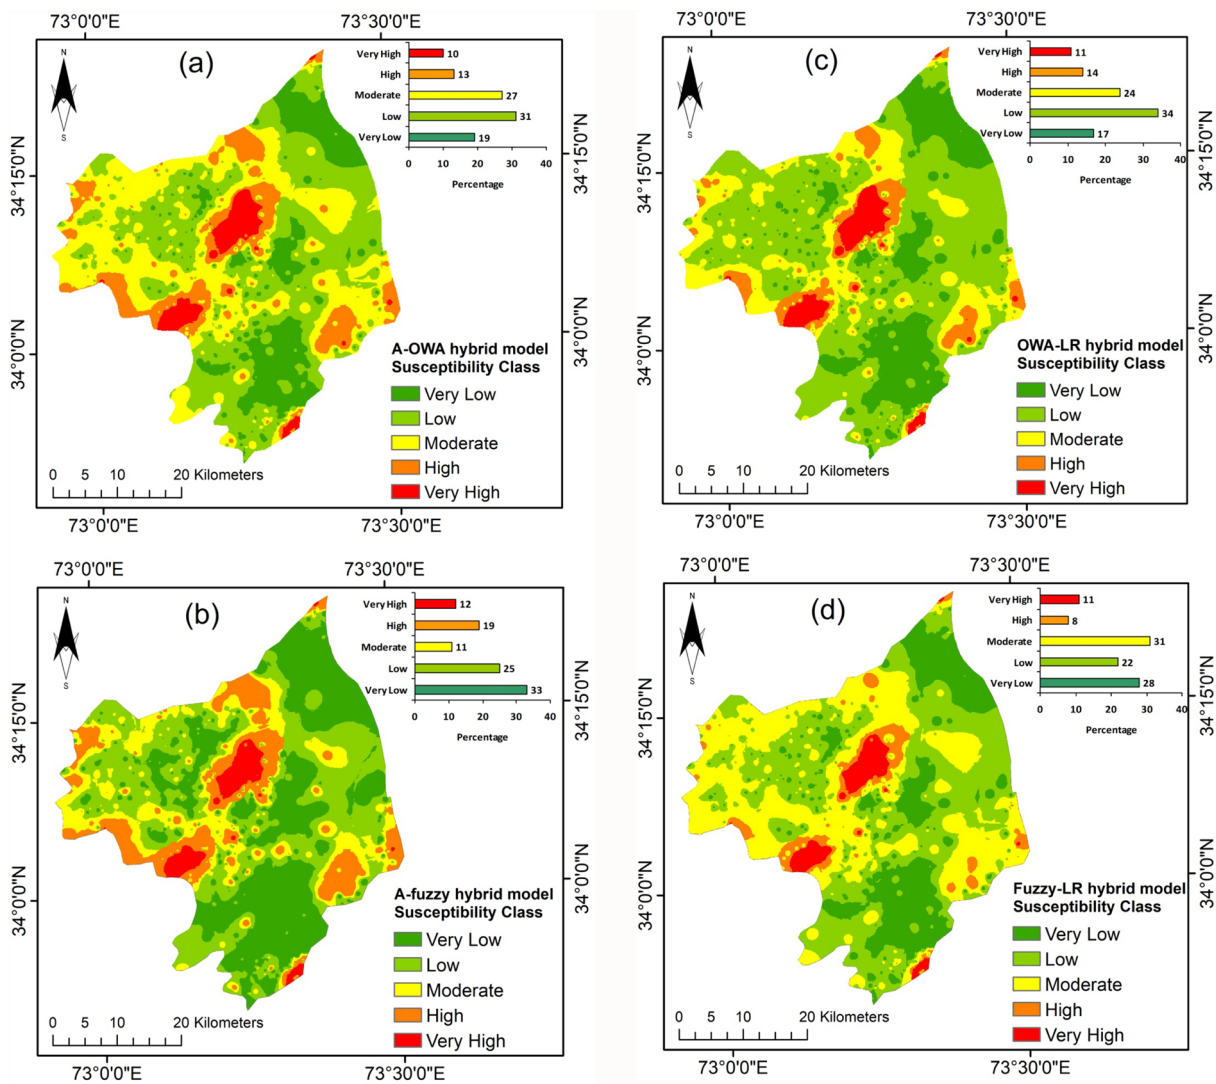 73°0'0"E 73°30'0"E
(a)
N
S
Very High 10
High 13
Moderate 27
Low 31
Very Low 19
0 10 20 30 40
Percentage
34°15'0"N
34°15'0"N
34°0'0"N
34°0'0"N
A-OWA hybrid model
Susceptibility Class
Very Low
Low
Moderate
High
Very High
0 5 10 20 Kilometers
73°0'0"E 73°30'0"E
73°0'0"E 73°30'0"E
(c)
N
S
Very High 11
High 14
Moderate 24
Low 34
Very Low 17
0 10 20 30 40
Percentage
34°15'0"N
34°15'0"N
34°0'0"N
34°0'0"N
OWA-LR hybrid model
Susceptibility Class
Very Low
Low
Moderate
High
Very High
0 5 10 20 Kilometers
73°0'0"E 73°30'0"E
73°0'0"E 73°30'0"E
(b)
N
S
Very High 12
High 19
Moderate 11
Low 25
Very Low 33
0 10 20 30 40
Percentage
34°15'0"N
34°15'0"N
34°0'0"N
34°0'0"N
A-fuzzy hybrid model
Susceptibility Class
Very Low
Low
Moderate
High
Very High
0 5 10 20 Kilometers
73°0'0"E 73°30'0"E
73°0'0"E 73°30'0"E
(d)
N
S
Very High 11
High 8
Moderate 31
Low 22
Very Low 28
0 10 20 30 40
Percentage
34°15'0"N
34°15'0"N
34°0'0"N
34°0'0"N
Fuzzy-LR hybrid model
Susceptibility Class
Very Low
Low
Moderate
High
Very High
0 5 10 20 Kilometers
73°0'0"E 73°30'0"E